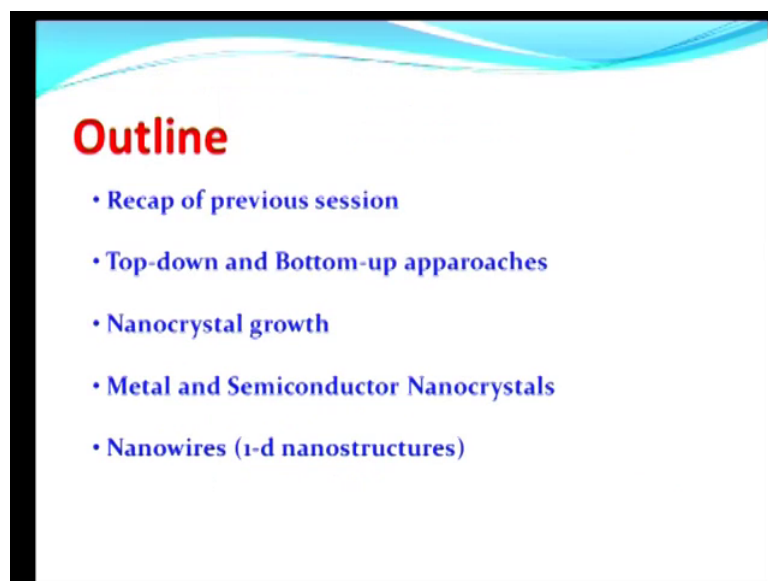 Outline
• Recap of previous session
• Top-down and Bottom-up apparoaches
• Nanocrystal growth
• Metal and Semiconductor Nanocrystals
• Nanowires (1-d nanostructures)